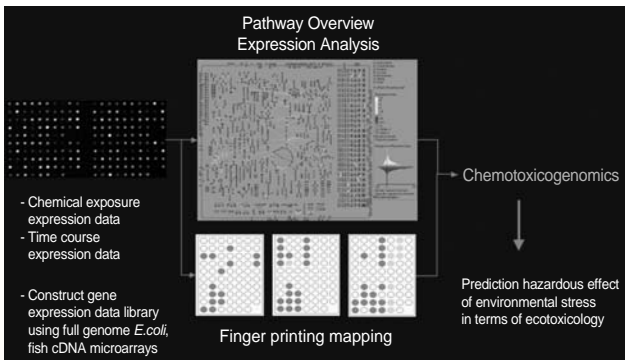 Pathway Overview
Expression Analysis
- Chemical exposure
expression data
- Time course
expression data
- Construct gene
expression data library
using full genome E.coli,
fish cDNA microarrays
Finger printing mapping
Chemotoxicogenomics
Prediction hazardous effect
of environmental stress
in terms of ecotoxicology